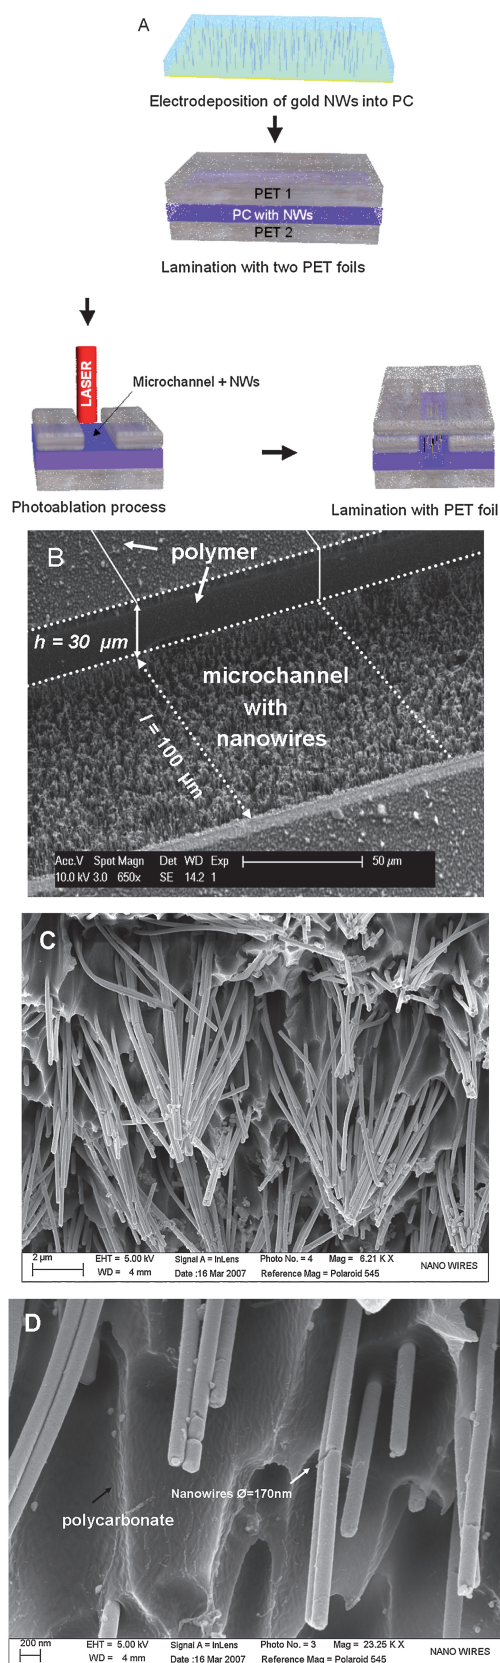 A
Electrodeposition of gold NWs into PC
PET 1
PC with NWs
PET 2
Lamination with two PET foils
LASER
Microchannel + NWs
Photoablation process
Lamination with PET foil
B
polymer
h = 30 µm
microchannel
with
nanowires
l = 100 µm
Acc.V Spot Magn Det WD Exp
10.0 kV 3.0 650x SE 14.2 1
50 µm
C
2 µm
EHT = 5.00 kV Signal A = InLens Photo No. = 4 Mag = 6.21 K X
WD = 4 mm Date :16 Mar 2007 Reference Mag = Polaroid 545
NANO WIRES
D
Nanowires Ø=170nm
polycarbonate
200 nm
EHT = 5.00 kV Signal A = InLens Photo No. = 3 Mag = 23.25 K X
WD = 4 mm Date :16 Mar 2007 Reference Mag = Polaroid 545
NANO WIRES